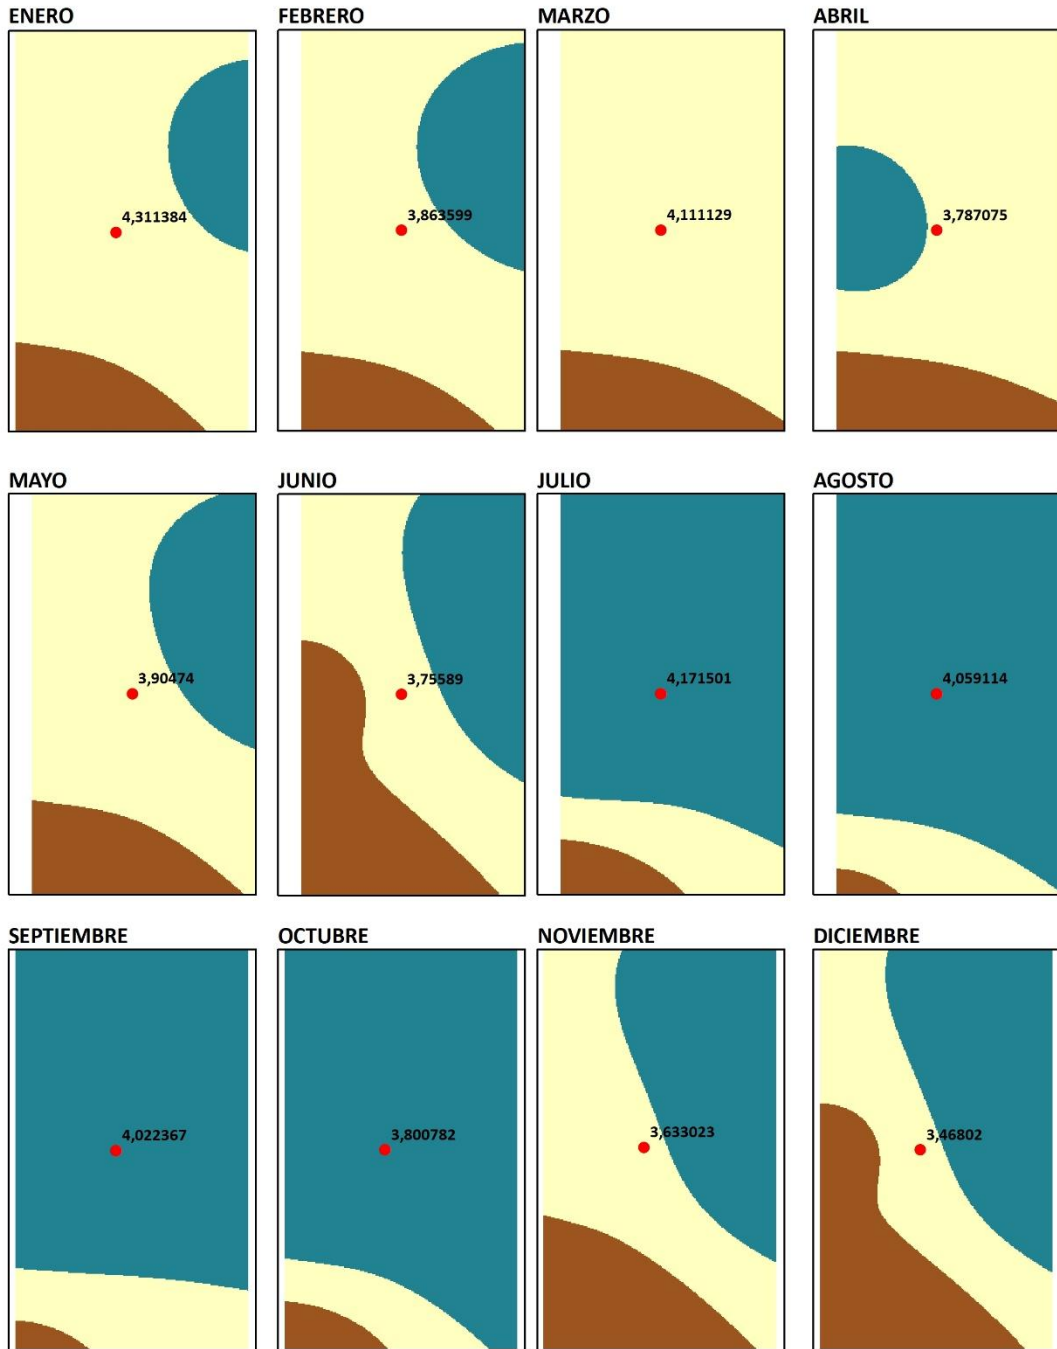 ENERO
FEBRERO
MARZO
ABRIL
4,311384
3,863599
4,111129
3,787075
MAYO
JUNIO
JULIO
AGOSTO
3,90474
3,75589
4,171501
4,059114
SEPTIEMBRE
OCTUBRE
NOVIEMBRE
DICIEMBRE
4,022367
3,800782
3,633023
3,46802